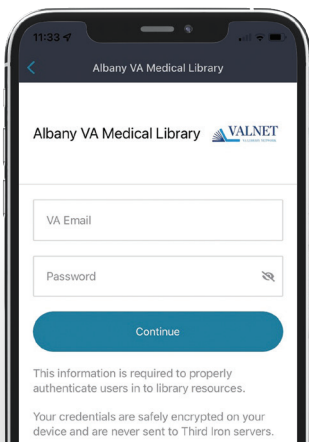 11:33
Albany VA Medical Library
Albany VA Medical Library VALNET
VA Email
Password
Continue
This information is required to properly
authenticate users in to library resources.
Your credentials are safely encrypted on your
device and are never sent to Third Iron servers.